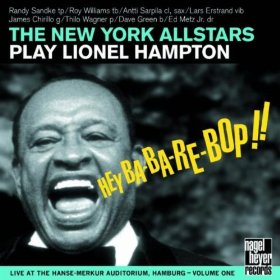 Randy Sandke tp/Roy Williams tb/Antti Sarpila cl, sax/Lars Erstrand vib
James Chirillo g/Thilo Wagner p/Dave Green b/Ed Metz Jr. dr
THE NEW YORK ALLSTARS
PLAY LIONEL HAMPTON
HEY BA-BA-RE-BOP!!
nagel
heyer
records
LIVE AT THE HANSE-MERKUR AUDITORIUM, HAMBURG – VOLUME ONE